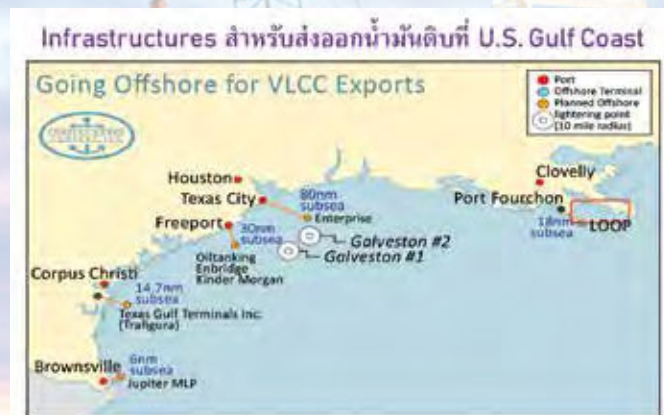 Infrastructures สำหรับส่งออกน้ำมันดิบที่ U.S. Gulf Coast
Going Offshore for VLCC Exports
Port
Offshore Terminal
Planned Offshore
lightering point
(10 mile radius)
Houston
Texas City
80nm
subsea
Enterprise
Freeport
30nm
subsea
Oiltanking
Enbridge
Kinder Morgan
Galveston #2
Galveston #1
Clovelly
Port Fourchon
18nm
subsea
LOOP
Corpus Christi
14.7nm
subsea
Texas Gulf Terminals Inc.
(Trafigura)
Brownsville
6nm
subsea
Jupiter MLP